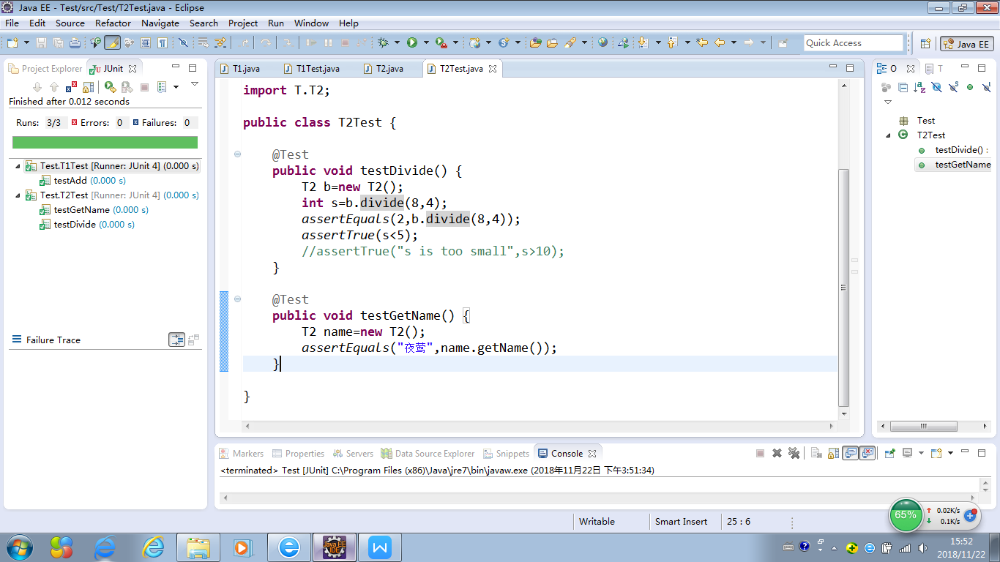 Java EE - Test/src/Test/T2Test.java - Eclipse
File Edit Source Refactor Navigate Search Project Run Window Help
Quick Access
Java EE
Project Explorer JUnit
Finished after 0.012 seconds
Runs: 3/3 Errors: 0 Failures: 0
Test.T1Test [Runner: JUnit 4] (0.000 s)
testAdd (0.000 s)
Test.T2Test [Runner: JUnit 4] (0.000 s)
testGetName (0.000 s)
testDivide (0.000 s)
Failure Trace
T1.java T1Test.java T2.java T2Test.java
import T.T2;
public class T2Test {
@Test
public void testDivide() {
T2 b=new T2();
int s=b.divide(8,4);
assertEquals(2,b.divide(8,4));
assertTrue(s<5);
//assertTrue("s is too small",s>10);
}
@Test
public void testGetName() {
T2 name=new T2();
assertEquals("夜莺",name.getName());
}
}
O T
Test
T2Test
testDivide() :
testGetName
Markers Properties Servers Data Source Explorer Snippets Console
<terminated> Test [JUnit] C:\Program Files (x86)\Java\jre7\bin\javaw.exe (2018年11月22日 下午3:51:34)
Writable Smart Insert 25 : 6
65% 0.02K/s
0.1K/s
Java EE
IDE
15:52
2018/11/22